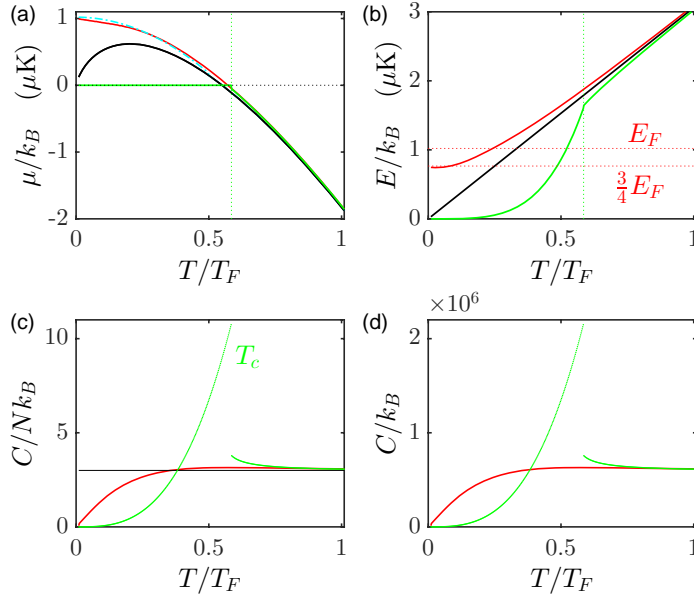 (a)
μ/k_B (μK)
1
0
-1
-2
0
0.5
1
T/T_F
(b)
E/k_B (μK)
3
2
1
0
E_F
3/4 E_F
0
0.5
1
T/T_F
(c)
C/Nk_B
10
5
0
T_c
0
0.5
1
T/T_F
(d)
×10^6
C/k_B
2
1
0
0
0.5
1
T/T_F